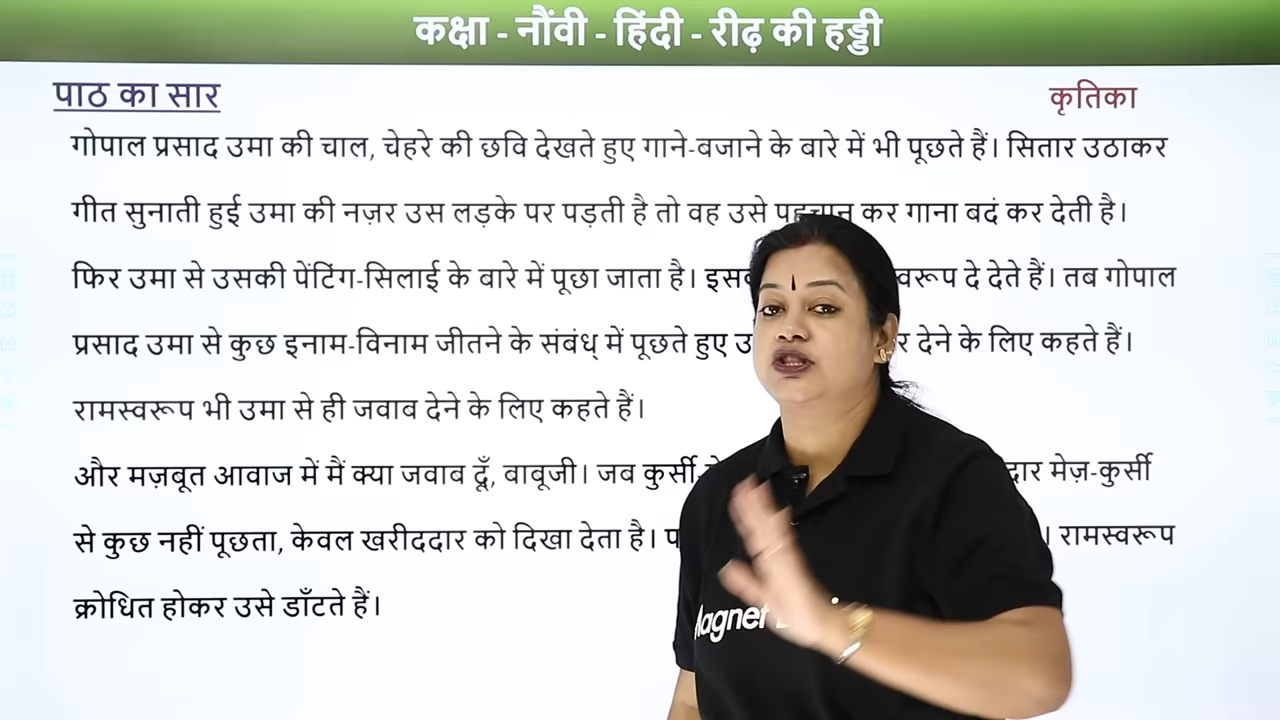 कक्षा - नौंवी - हिंदी - रीढ़ की हड्डी
पाठ का सार
कृतिका
गोपाल प्रसाद उमा की चाल, चेहरे की छवि देखते हुए गाने-बजाने के बारे में भी पूछते हैं। सितार उठाकर
गीत सुनाती हुई उमा की नज़र उस लड़के पर पड़ती है तो वह उसे पहचान कर गाना बदं कर देती है।
फिर उमा से उसकी पेंटिंग-सिलाई के बारे में पूछा जाता है। दे देते हैं। तब गोपाल
प्रसाद उमा से कुछ इनाम-विनाम जीतने के संबंध् में पूछते हुए देने के लिए कहते हैं।
रामस्वरूप भी उमा से ही जवाब देने के लिए कहते हैं।
और मज़बूत आवाज में मैं क्या जवाब दूँ, बाबूजी। जब कुर्सी मेज़-कुर्सी
से कुछ नहीं पूछता, केवल खरीददार को दिखा देता है। रामस्वरूप
क्रोधित होकर उसे डाँटते हैं।